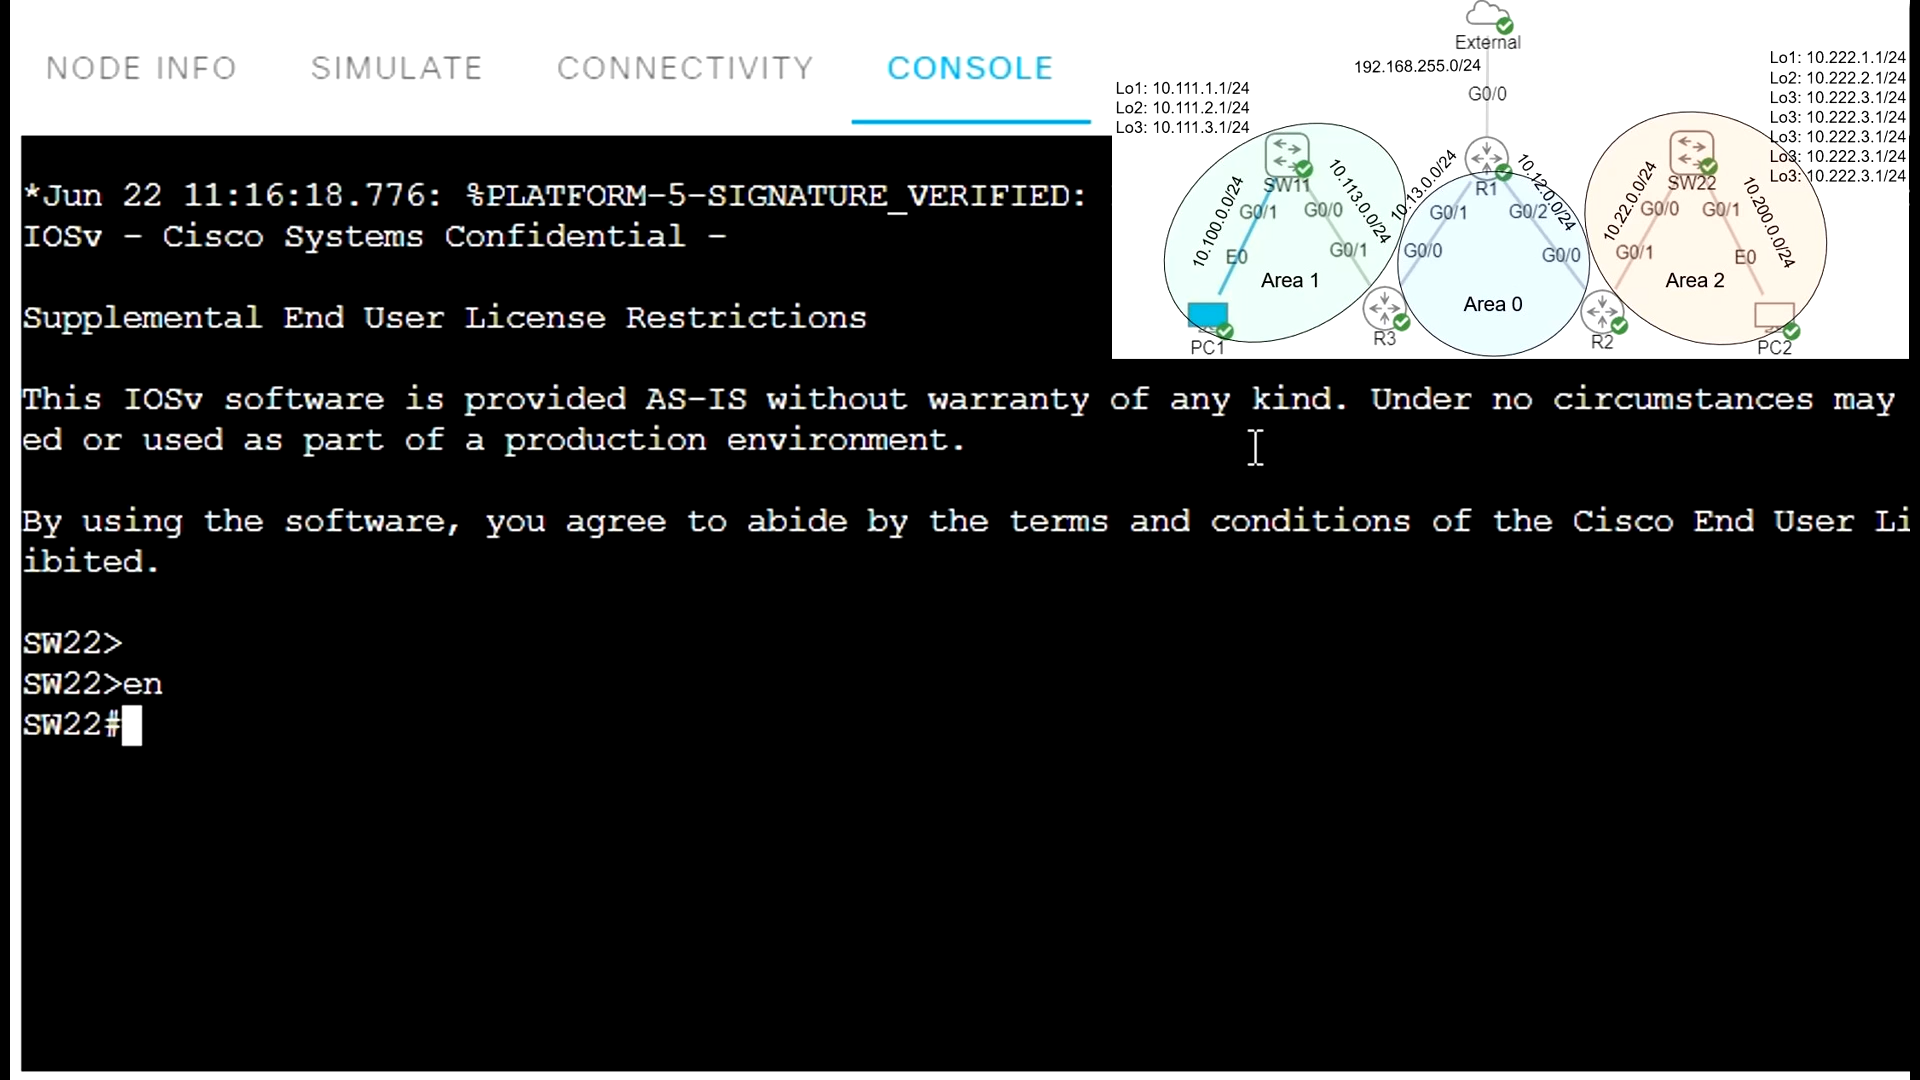 NODE INFO SIMULATE CONNECTIVITY CONSOLE
*Jun 22 11:16:18.776: %PLATFORM-5-SIGNATURE_VERIFIED:
IOSv - Cisco Systems Confidential -
Supplemental End User License Restrictions
This IOSv software is provided AS-IS without warranty of any kind. Under no circumstances may
ed or used as part of a production environment.
By using the software, you agree to abide by the terms and conditions of the Cisco End User Li
ibited.
SW22>
SW22>en
SW22#
External
192.168.255.0/24
G0/0
Lo1: 10.111.1.1/24
Lo2: 10.111.2.1/24
Lo3: 10.111.3.1/24
Lo1: 10.222.1.1/24
Lo2: 10.222.2.1/24
Lo3: 10.222.3.1/24
Lo3: 10.222.3.1/24
Lo3: 10.222.3.1/24
Lo3: 10.222.3.1/24
Lo3: 10.222.3.1/24
SW11
R1
SW22
10.100.0.0/24
10.113.0.0/24
10.13.0.0/24
10.12.0.0/24
10.22.0.0/24
10.200.0.0/24
G0/1 G0/0 G0/1 G0/2 G0/0 G0/1
E0 G0/1 G0/0 G0/0 G0/1 E0
Area 1
Area 0
Area 2
PC1
R3
R2
PC2